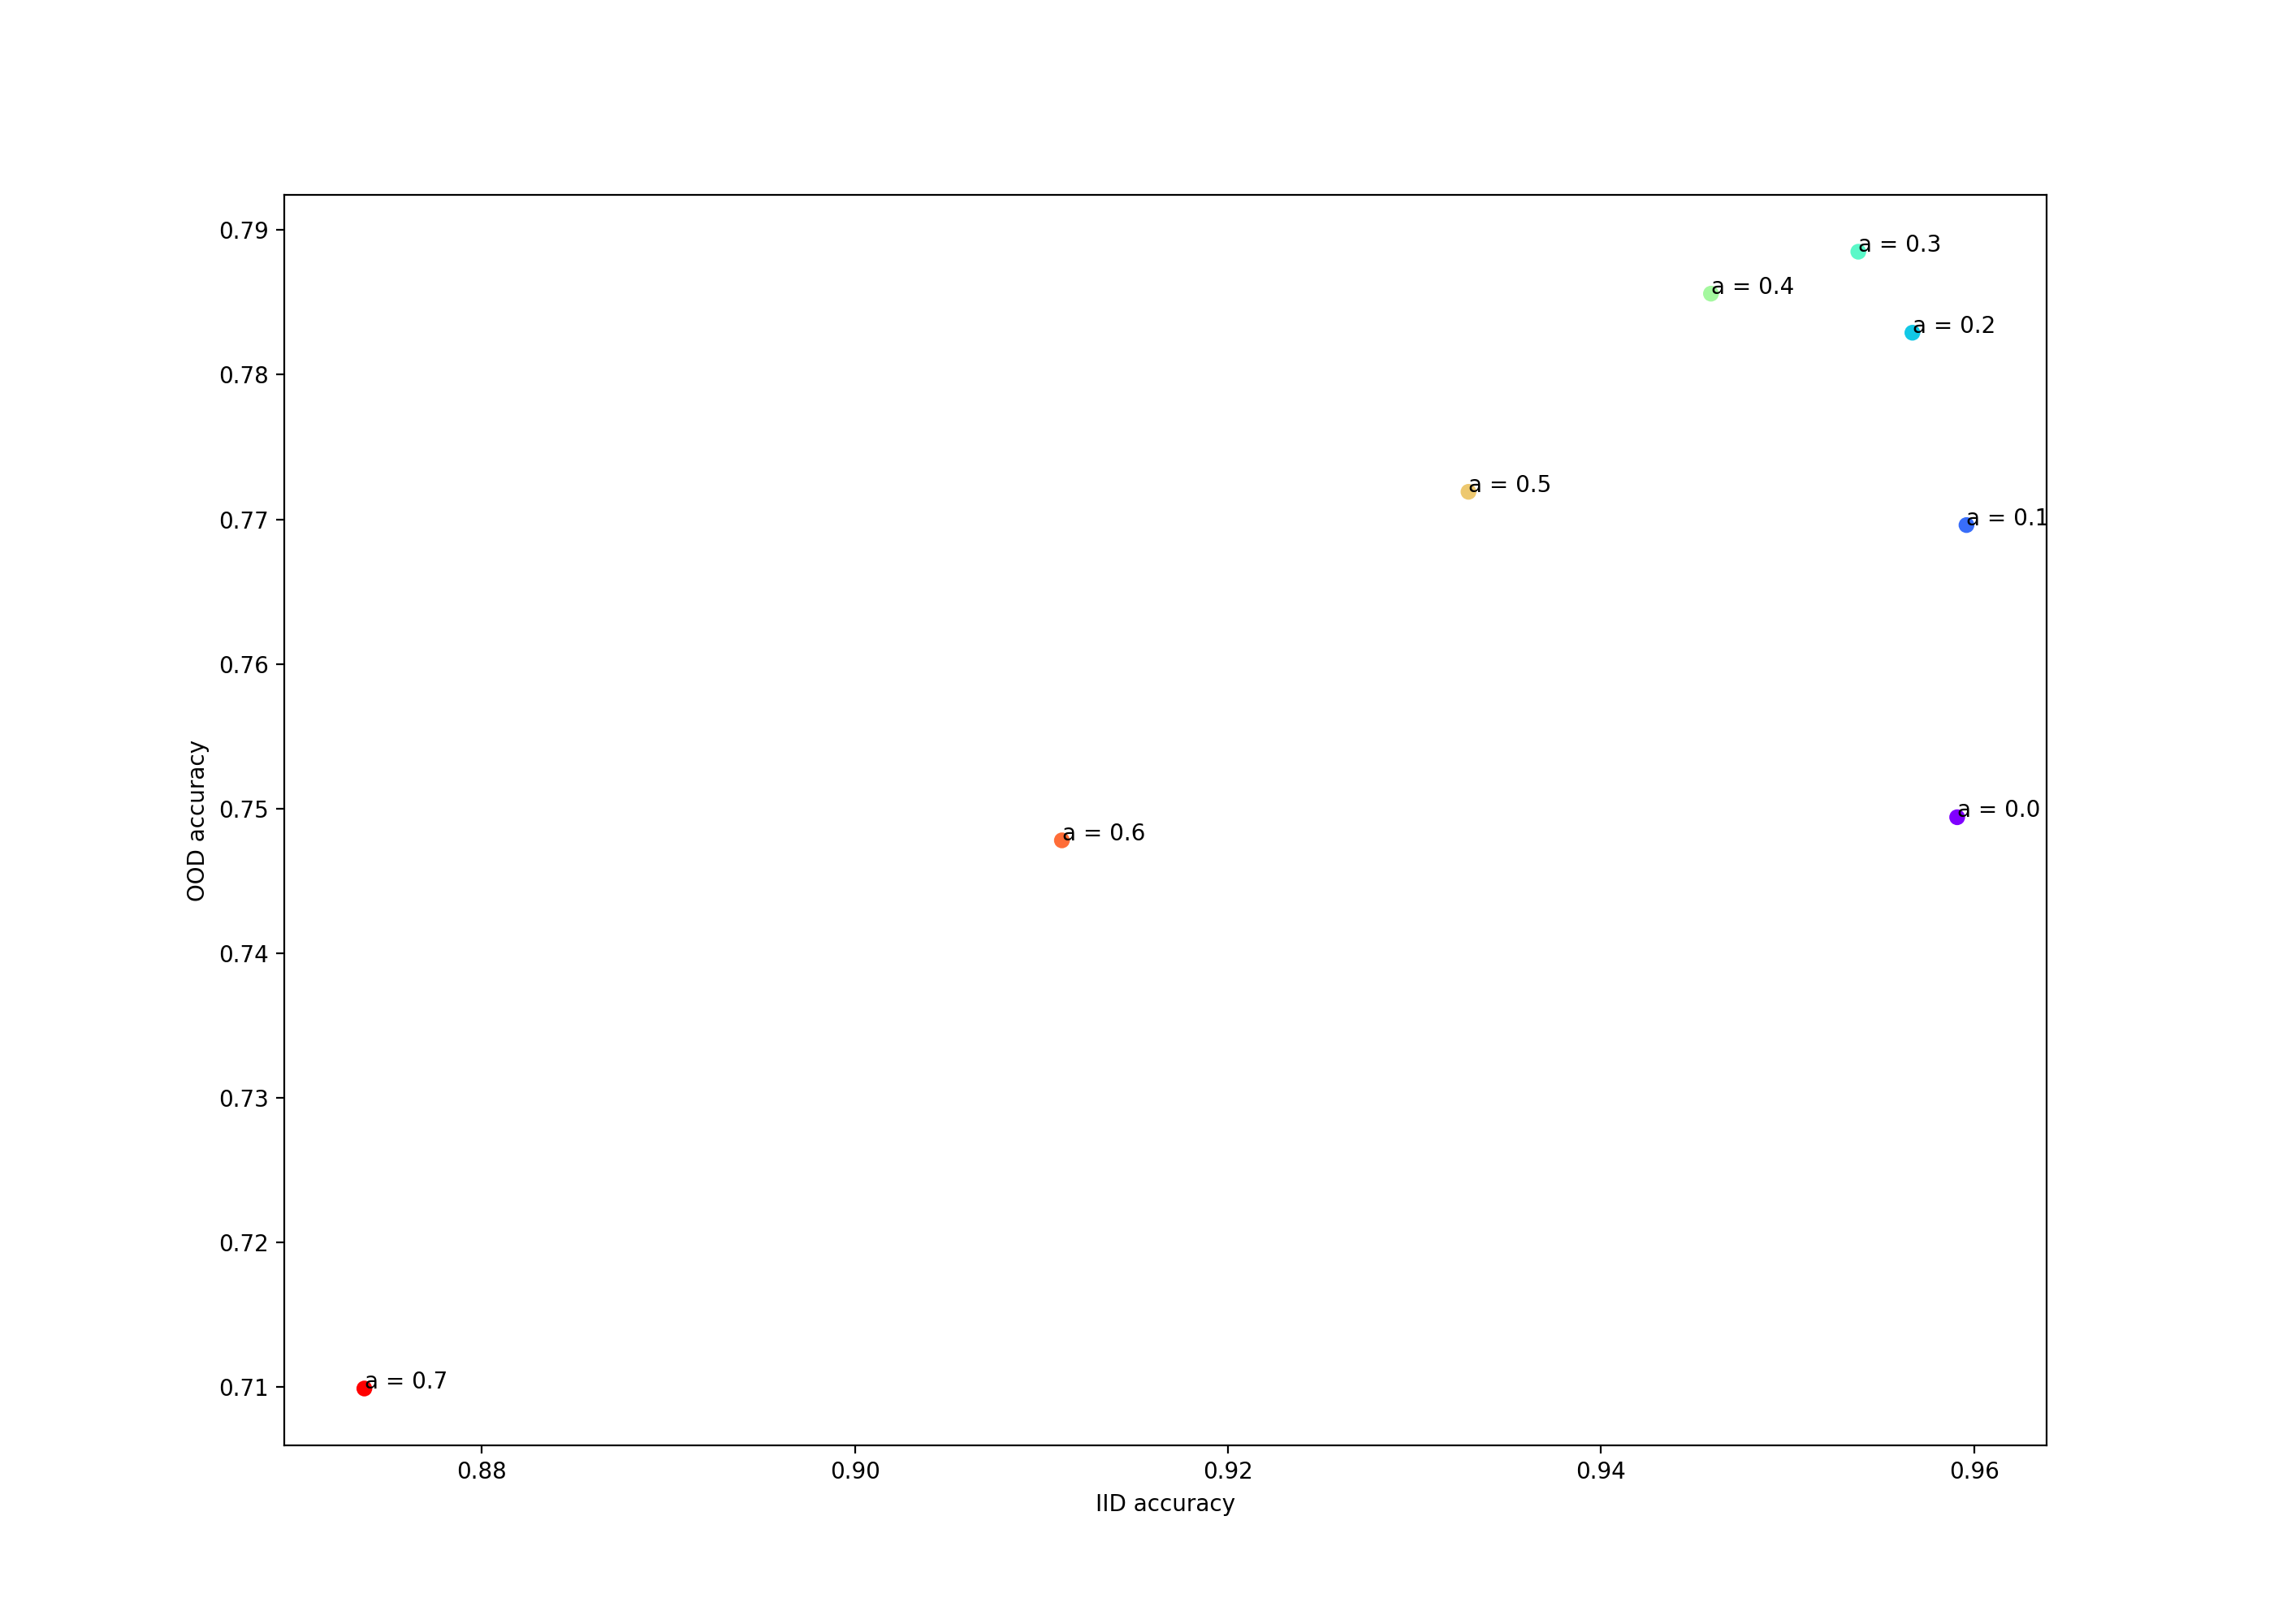 0.79
a = 0.3
a = 0.4
a = 0.2
0.78
a = 0.5
0.77
a = 0.1
0.76
0.75
a = 0.0
a = 0.6
OOD accuracy
0.74
0.73
0.72
0.71
a = 0.7
0.88 0.90 0.92 0.94 0.96
IID accuracy